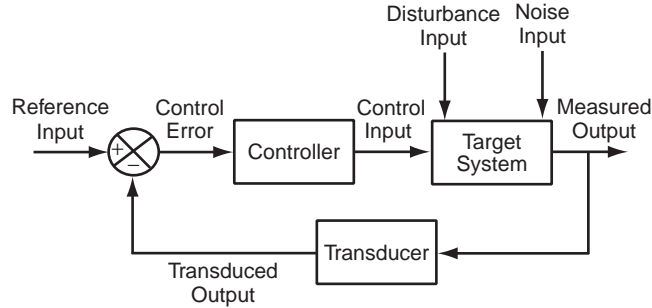 Disturbance
Input
Noise
Input
Reference
Input
Control
Error
Control
Input
Measured
Output
+
−
Controller
Target
System
Transducer
Transduced
Output